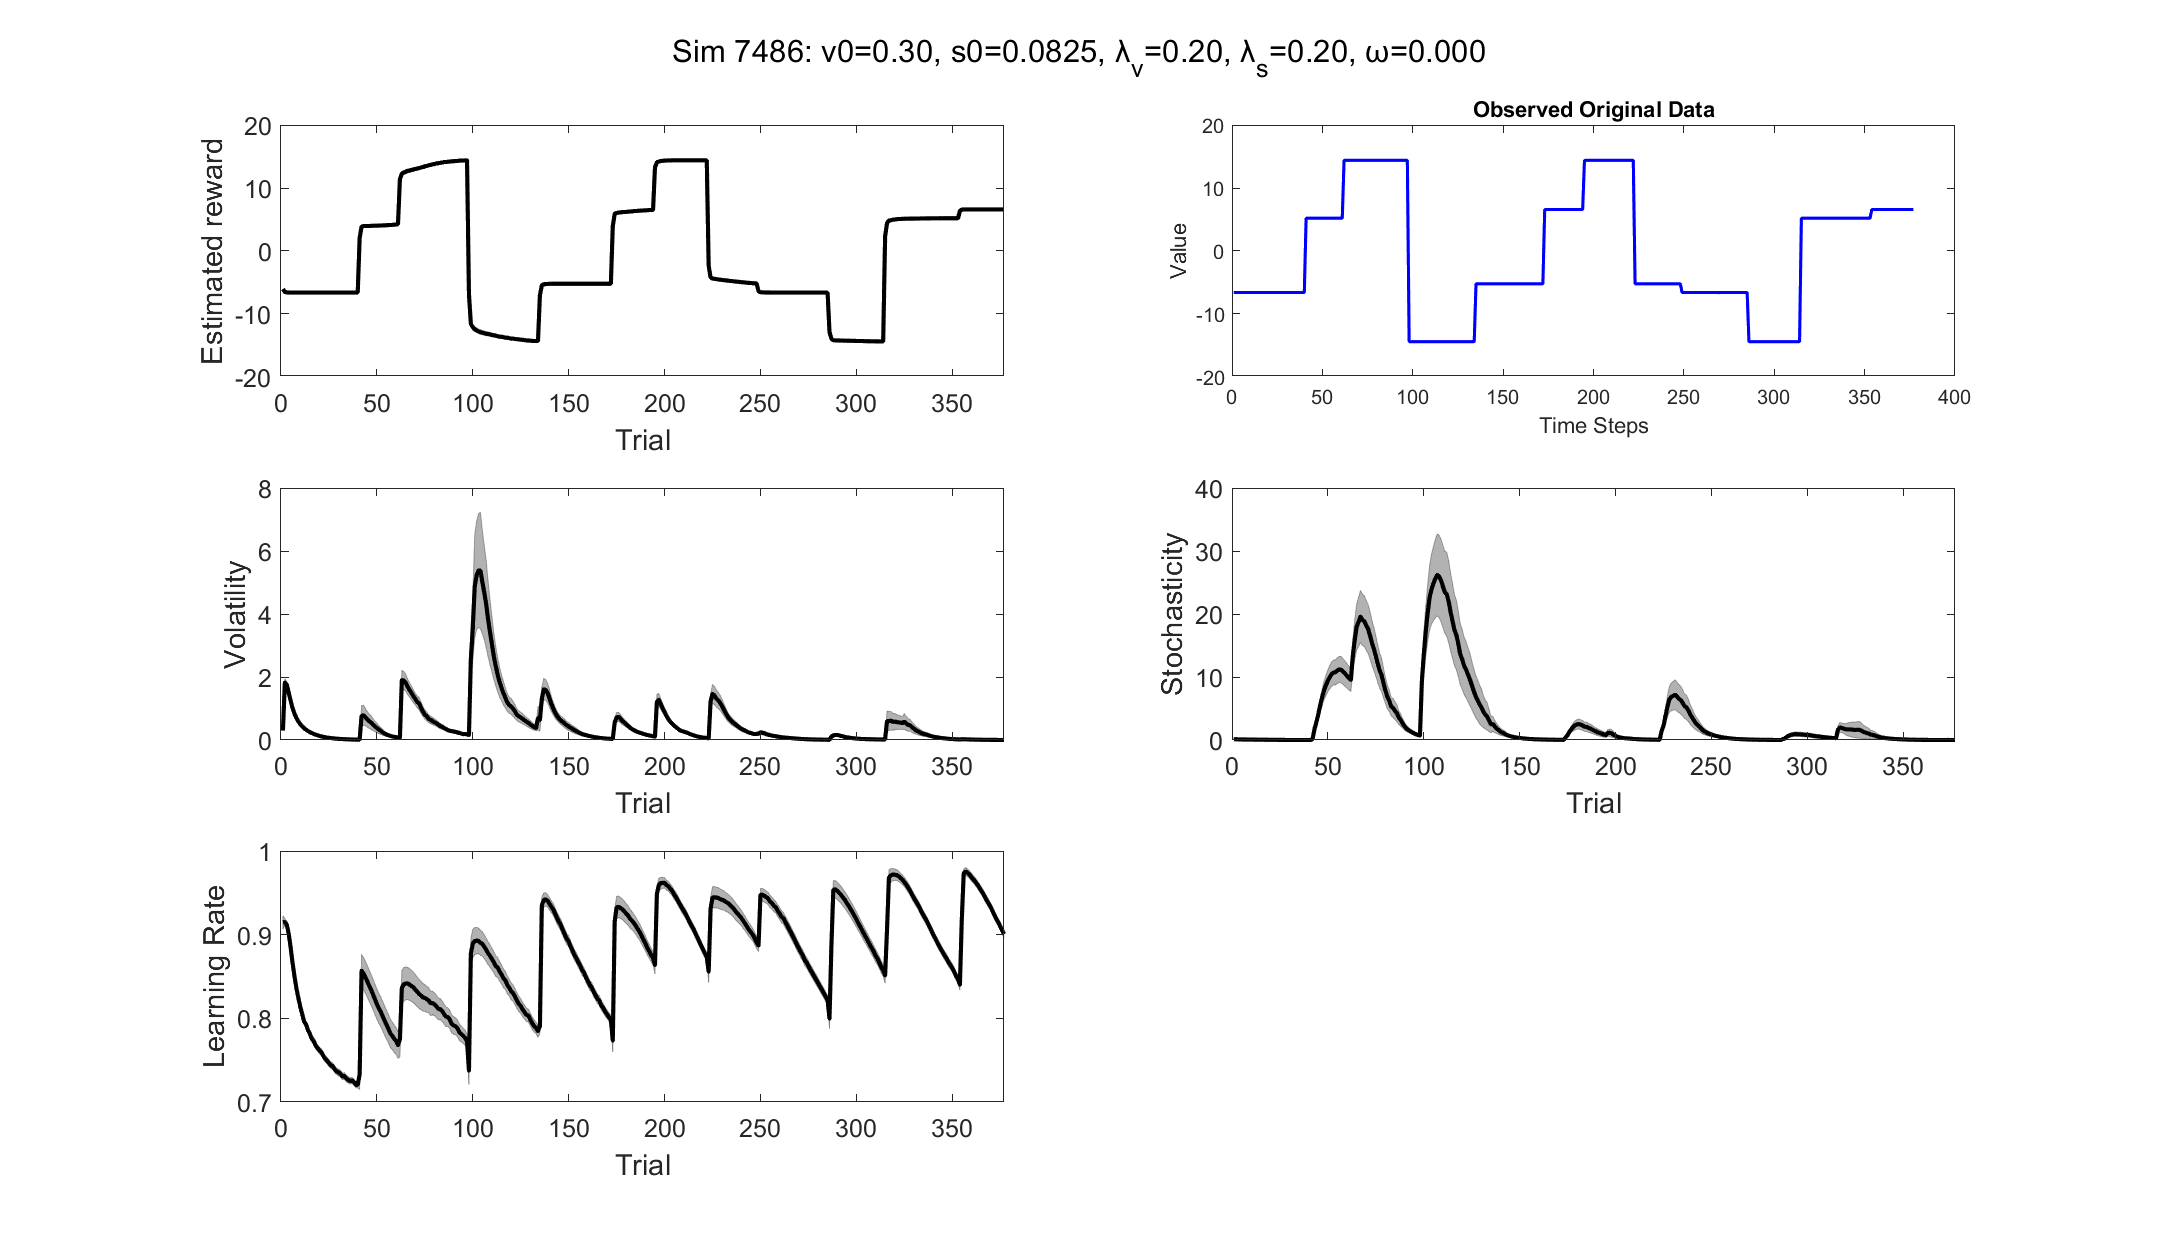 Sim 7486: v0=0.30, s0=0.0825, λv=0.20, λs=0.20, ω=0.000
20
10
0
-10
-20
Estimated reward
0 50 100 150 200 250 300 350
Trial
Observed Original Data
20
10
0
-10
-20
Value
0 50 100 150 200 250 300 350 400
Time Steps
8
6
4
2
0
Volatility
0 50 100 150 200 250 300 350
Trial
40
30
20
10
0
Stochasticity
0 50 100 150 200 250 300 350
Trial
1
0.9
0.8
0.7
Learning Rate
0 50 100 150 200 250 300 350
Trial